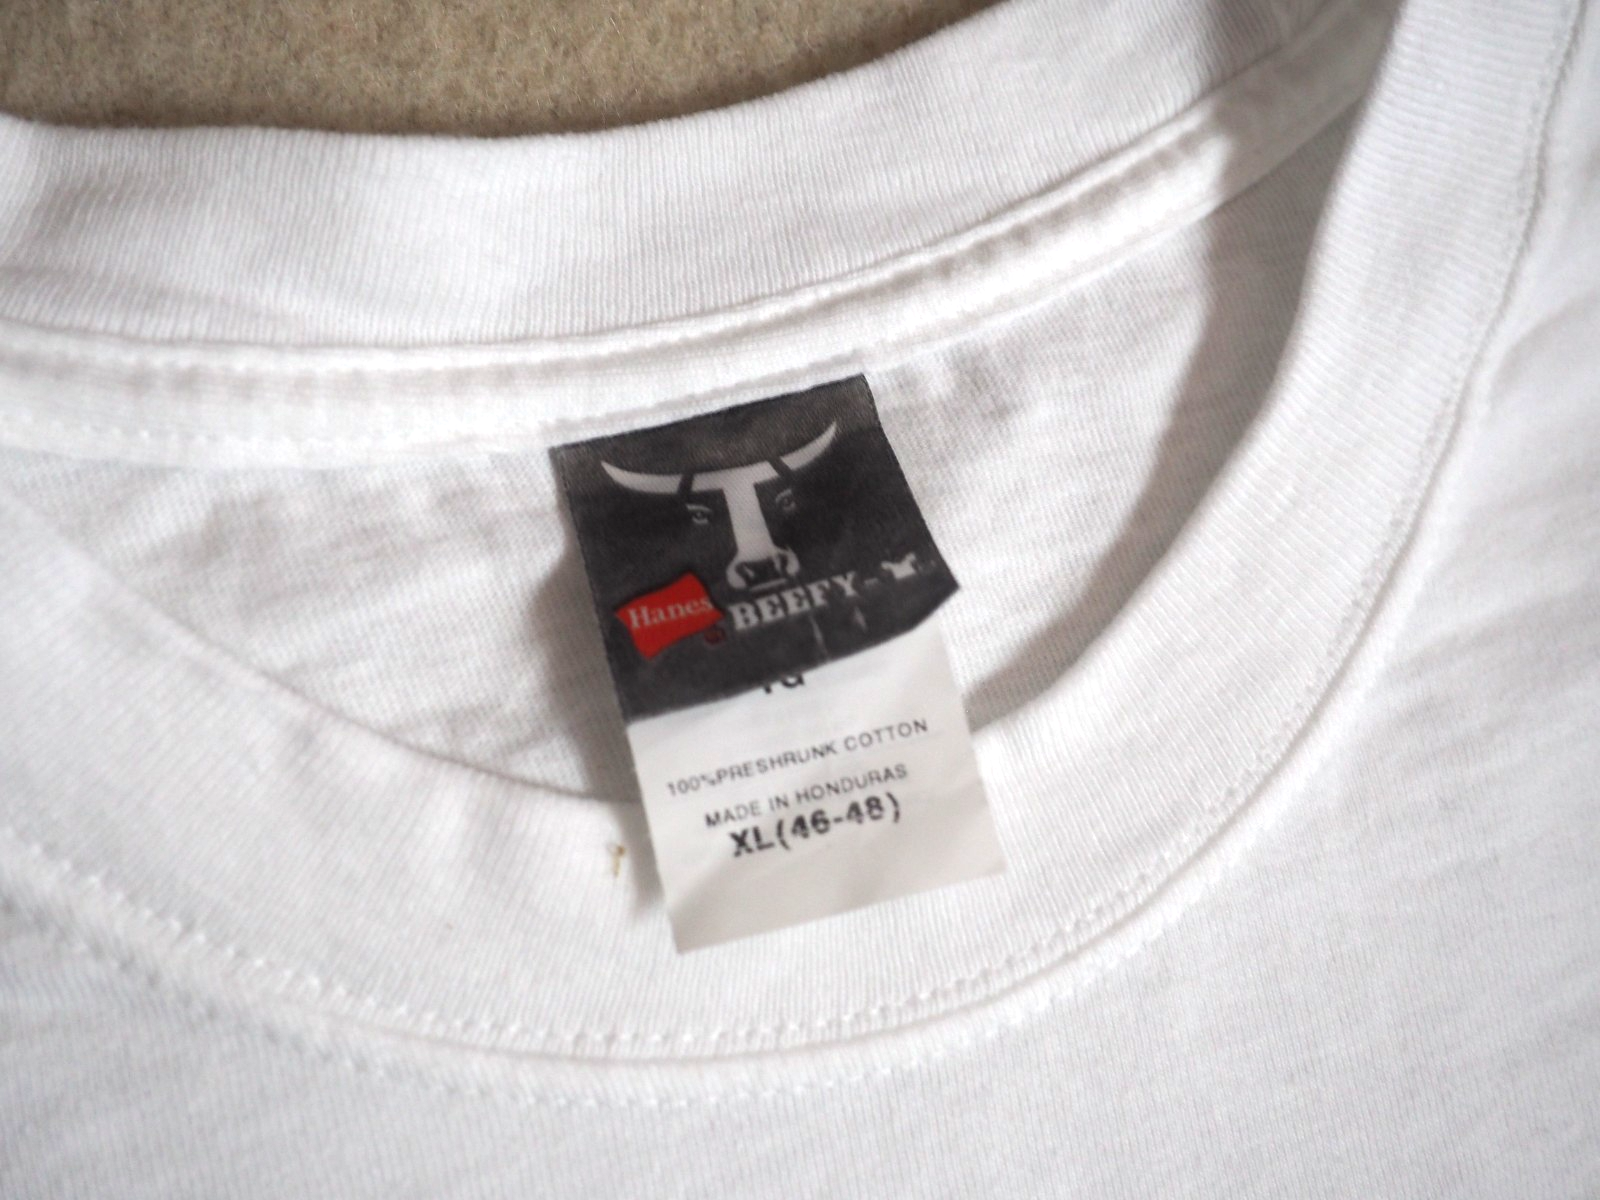 Hanes BEEFY-
100%PRESHRUNK COTTON
MADE IN HONDURAS
XL(46-48)